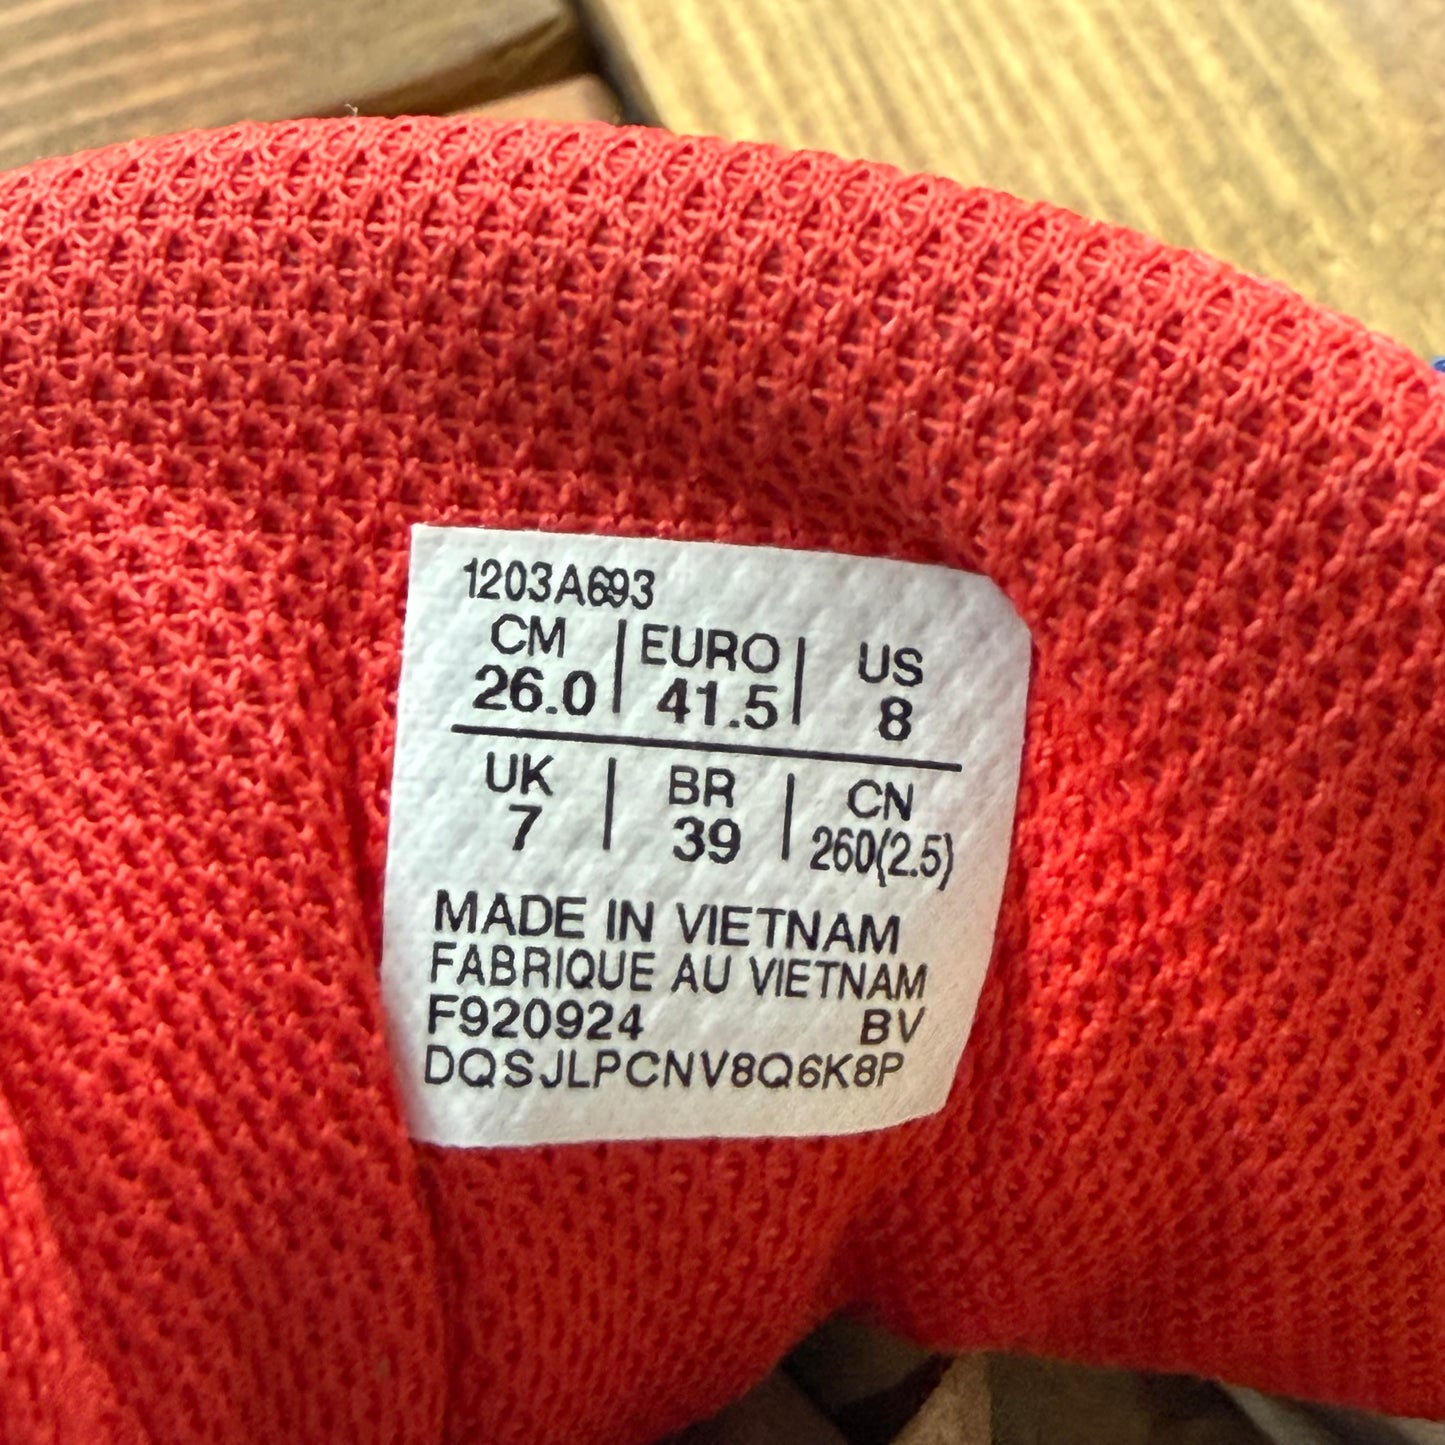 1203A693
CM | EURO | US
26.0 | 41.5 | 8
UK | BR | CN
7 | 39 | 260(2.5)
MADE IN VIETNAM
FABRIQUE AU VIETNAM
F920924 BV
DQSJLPCNV8Q6K8P